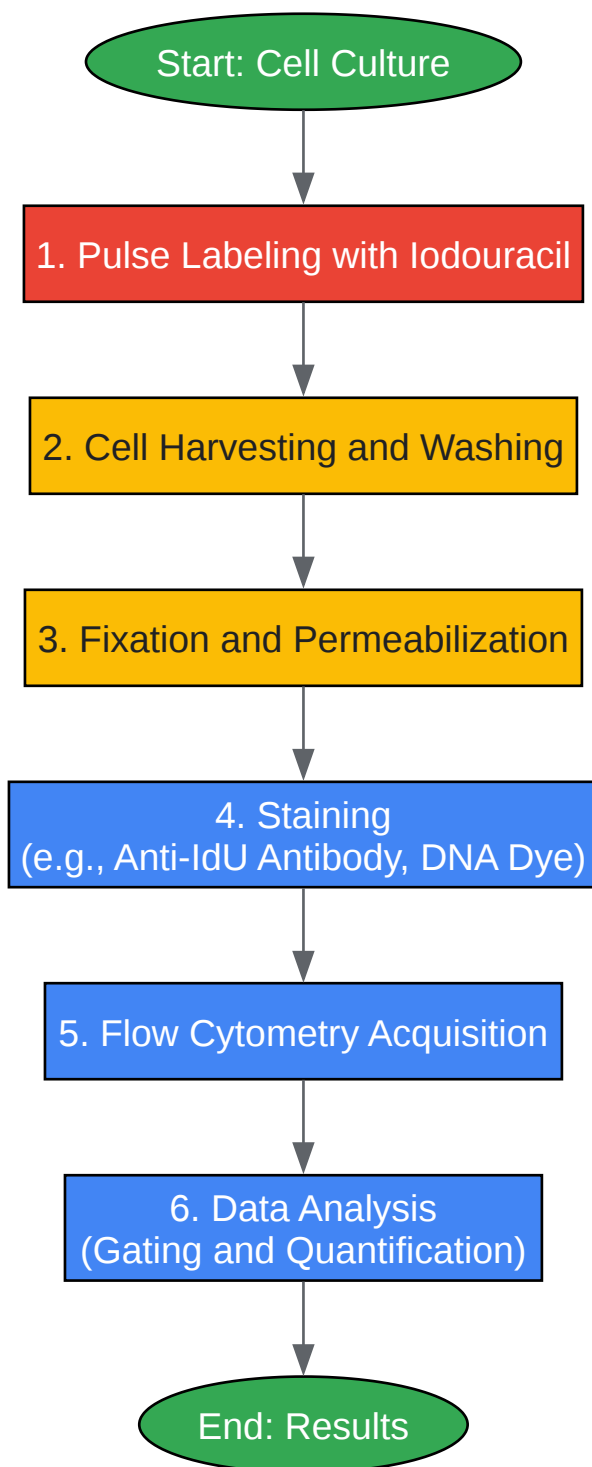 Start: Cell Culture
1. Pulse Labeling with Iodouracil
2. Cell Harvesting and Washing
3. Fixation and Permeabilization
4. Staining
(e.g., Anti-IdU Antibody, DNA Dye)
5. Flow Cytometry Acquisition
6. Data Analysis
(Gating and Quantification)
End: Results